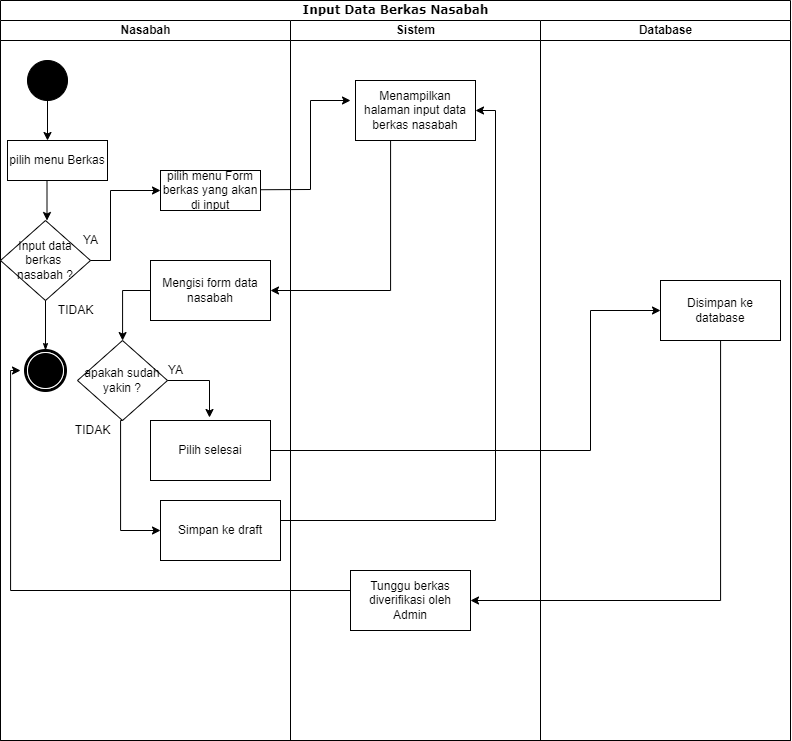 Input Data Berkas Nasabah
Nasabah
Sistem
Database
pilih menu Berkas
Input data
berkas
nasabah ?
YA
TIDAK
pilih menu Form
berkas yang akan
di input
Menampilkan
halaman input data
berkas nasabah
Mengisi form data
nasabah
apakah sudah
yakin ?
YA
TIDAK
Pilih selesai
Simpan ke draft
Disimpan ke
database
Tunggu berkas
diverifikasi oleh
Admin